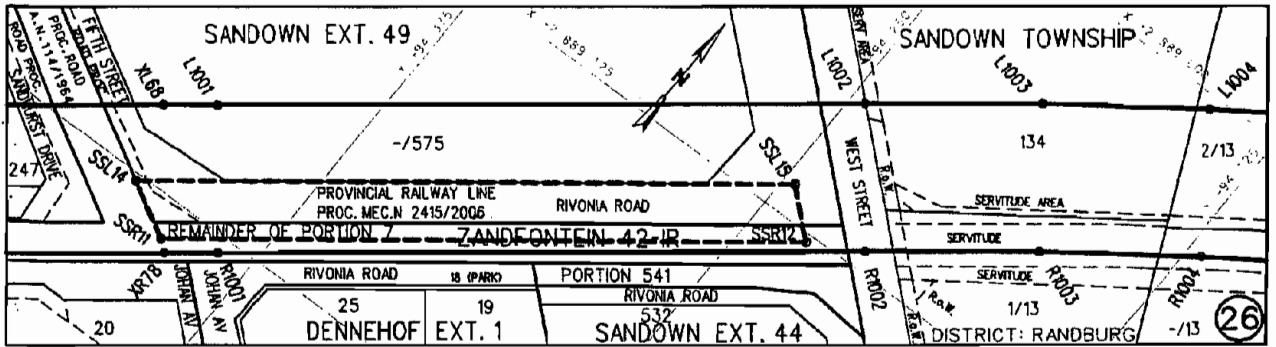 SANDOWN EXT. 49
SANDOWN TOWNSHIP
ROAD PROC.
A.N. 114/1964
PROC. ROAD
FIFTH STREET
SANDHURST DRIVE
XL68
L1001
L1002
L1003
L1004
SERV AREA
N
247
-/575
134
2/13
SSL14
SSL15
WEST STREET
R.o.W.
PROVINCIAL RAILWAY LINE
PROC. MEC.N 2415/2006
RIVONIA ROAD
SERVITUDE AREA
SSR11
REMAINDER OF PORTION 7
ZANDFONTEIN 42-IR
SSR12
SERVITUDE
XR78
JOHAN AV
JOHAN AV
R1001
R1002
R1003
R1004
RIVONIA ROAD
18 (PARK)
PORTION 541
SERVITUDE
RIVONIA ROAD
R.o.W.
R.o.W.
20
25
19
532
1/13
-/13
DENNEHOF
EXT. 1
SANDOWN EXT. 44
DISTRICT: RANDBURG
26